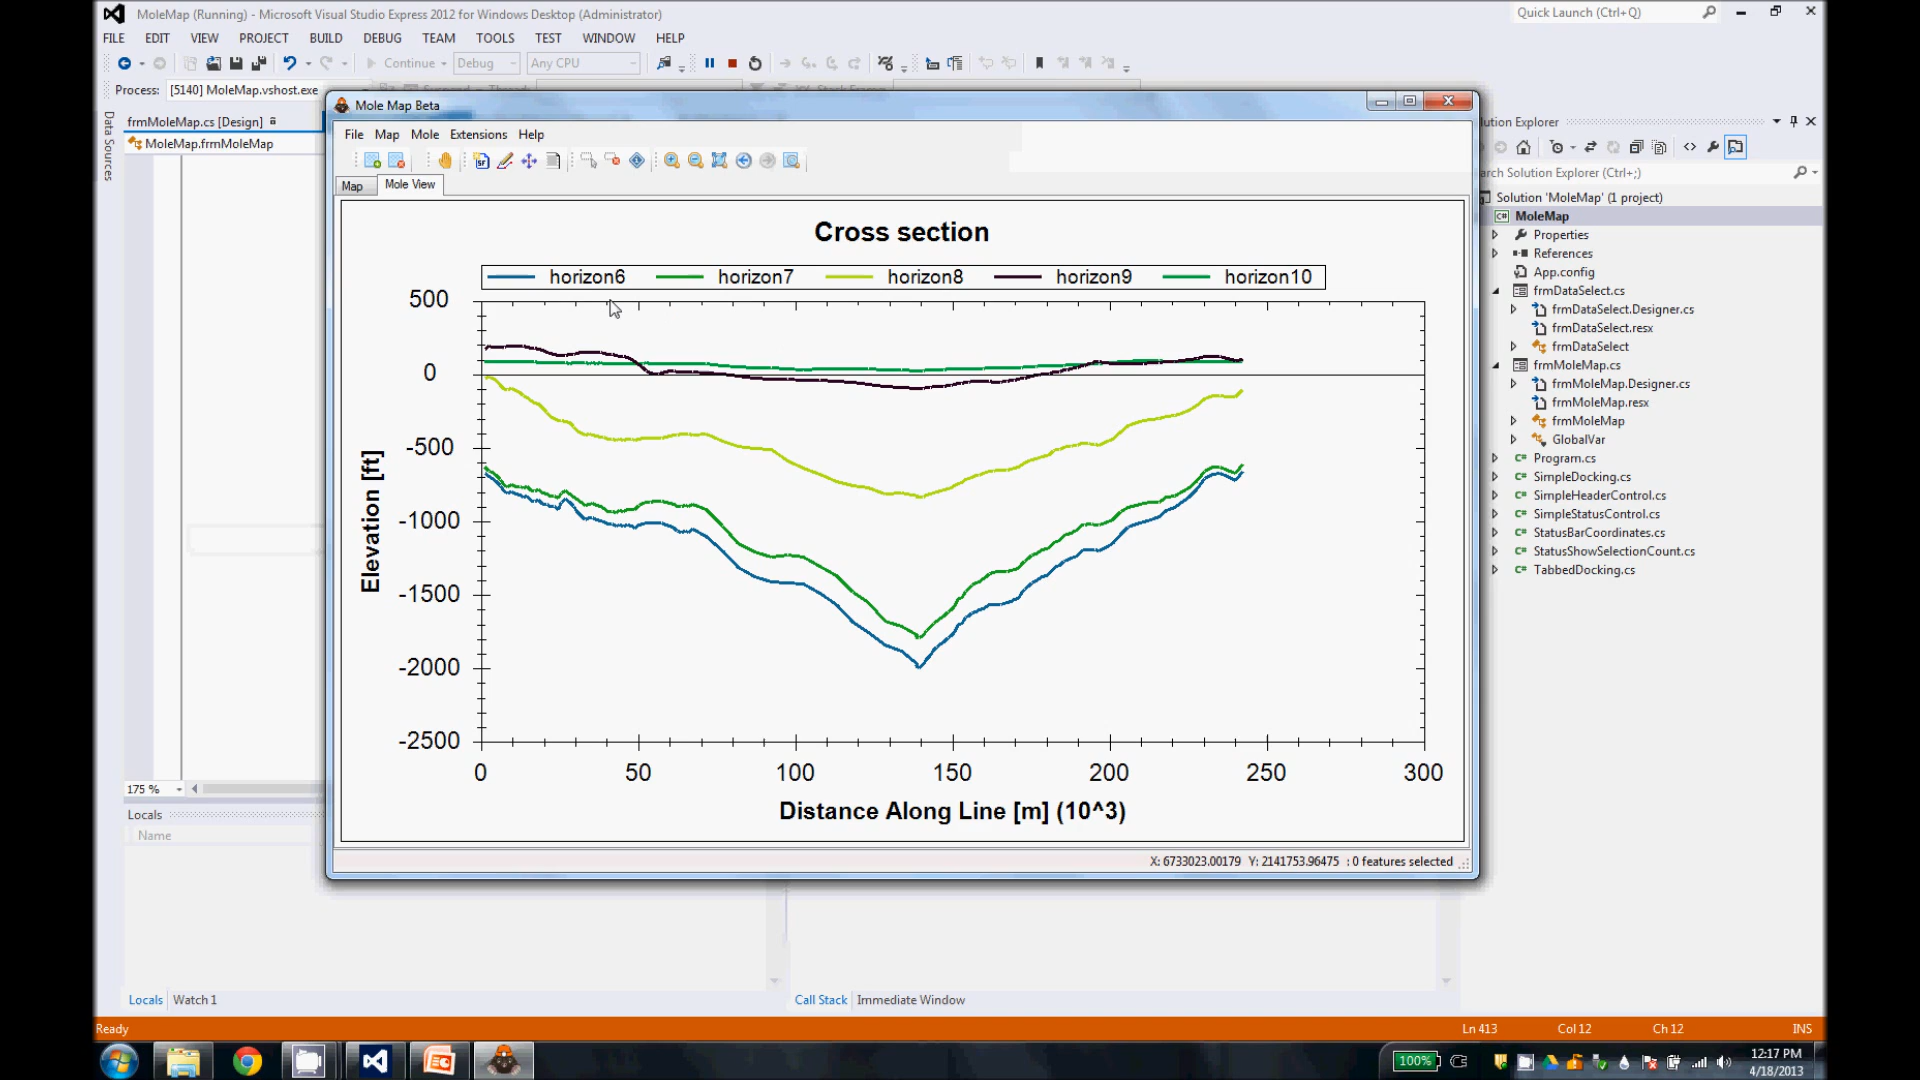 MoleMap (Running) - Microsoft Visual Studio Express 2012 for Windows Desktop (Administrator)
Quick Launch (Ctrl+Q)
FILE EDIT VIEW PROJECT BUILD DEBUG TEAM TOOLS TEST WINDOW HELP
Continue Debug Any CPU
Process: [5140] MoleMap.vshost.exe
Data Sources
frmMoleMap.cs [Design]
MoleMap.frmMoleMap
Mole Map Beta
File Map Mole Extensions Help
Map Mole View
Cross section
horizon6 horizon7 horizon8 horizon9 horizon10
500
0
-500
-1000
-1500
-2000
-2500
Elevation [ft]
0 50 100 150 200 250 300
Distance Along Line [m] (10^3)
X: 6733023.00179 Y: 2141753.96475 : 0 features selected
ution Explorer
rch Solution Explorer (Ctrl+;)
Solution 'MoleMap' (1 project)
MoleMap
Properties
References
App.config
frmDataSelect.cs
frmDataSelect.Designer.cs
frmDataSelect.resx
frmDataSelect
frmMoleMap.cs
frmMoleMap.Designer.cs
frmMoleMap.resx
frmMoleMap
GlobalVar
Program.cs
SimpleDocking.cs
SimpleHeaderControl.cs
SimpleStatusControl.cs
StatusBarCoordinates.cs
StatusShowSelectionCount.cs
TabbedDocking.cs
175 %
Locals
Name
Locals Watch 1
Call Stack Immediate Window
Ready
Ln 413 Col 12 Ch 12 INS
100%
12:17 PM
4/18/2013